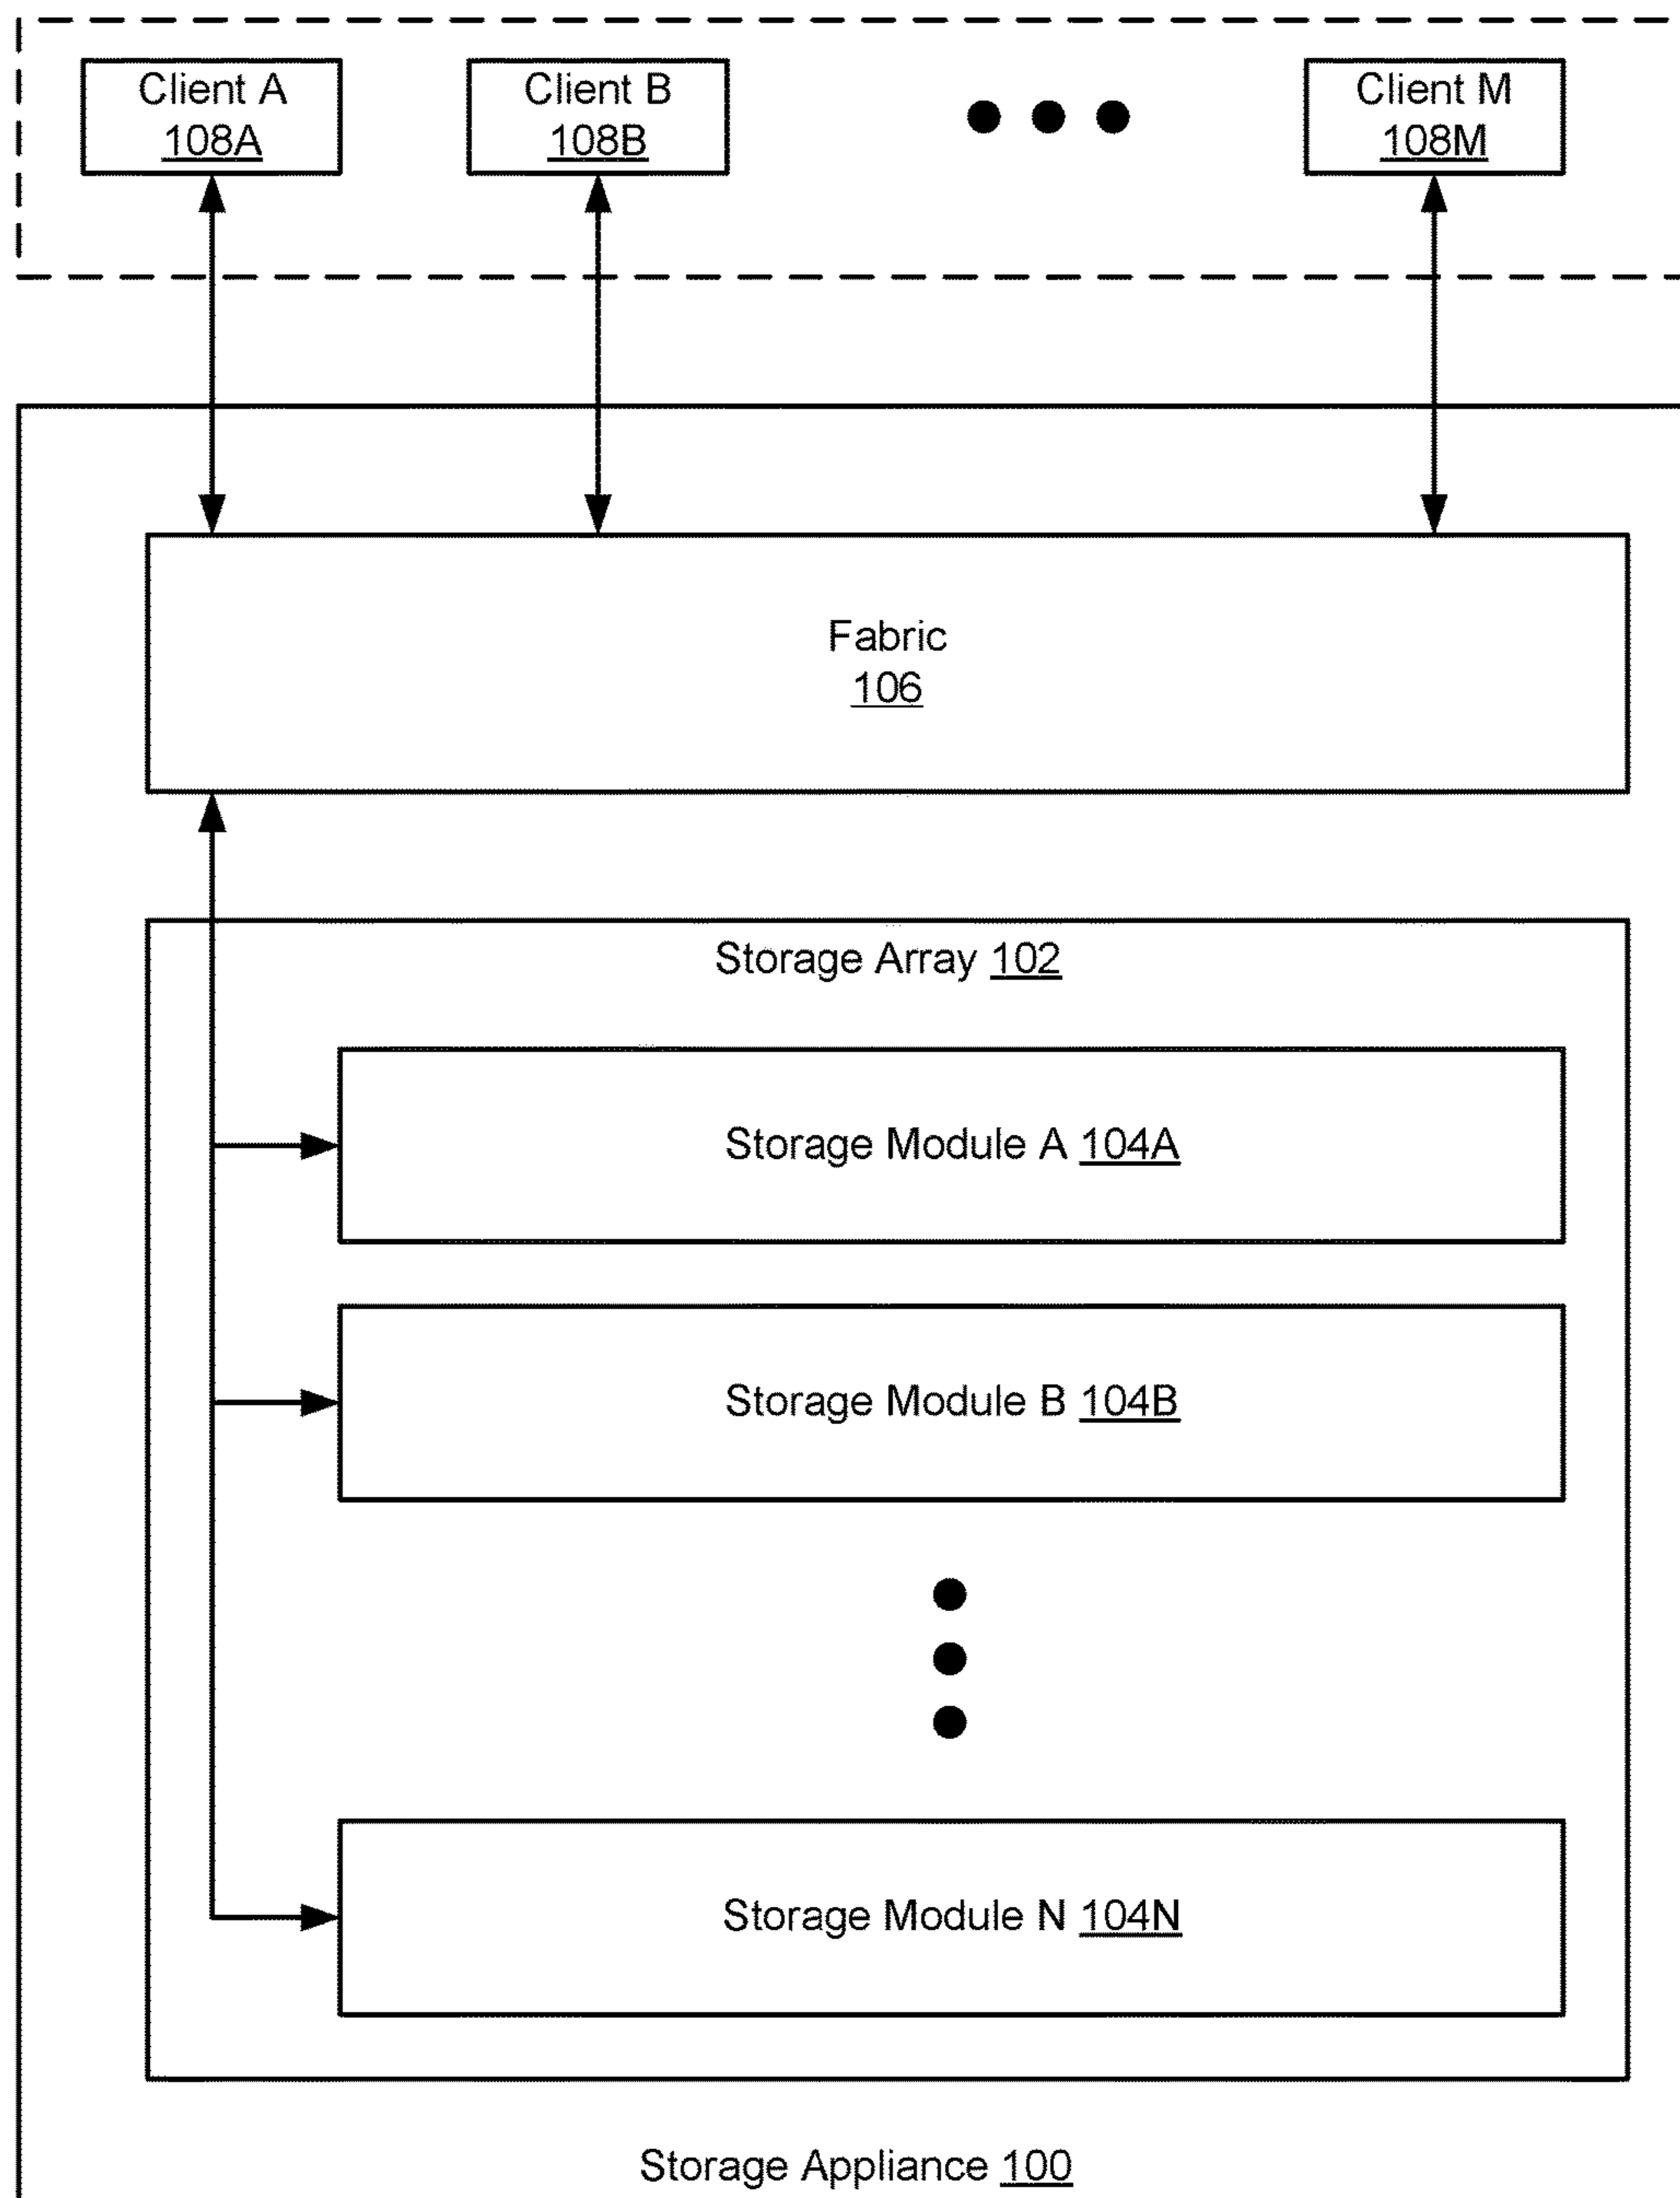 Client A
108A
Client B
108B
Client M
108M
Fabric
106
Storage Array 102
Storage Module A 104A
Storage Module B 104B
Storage Module N 104N
Storage Appliance 100